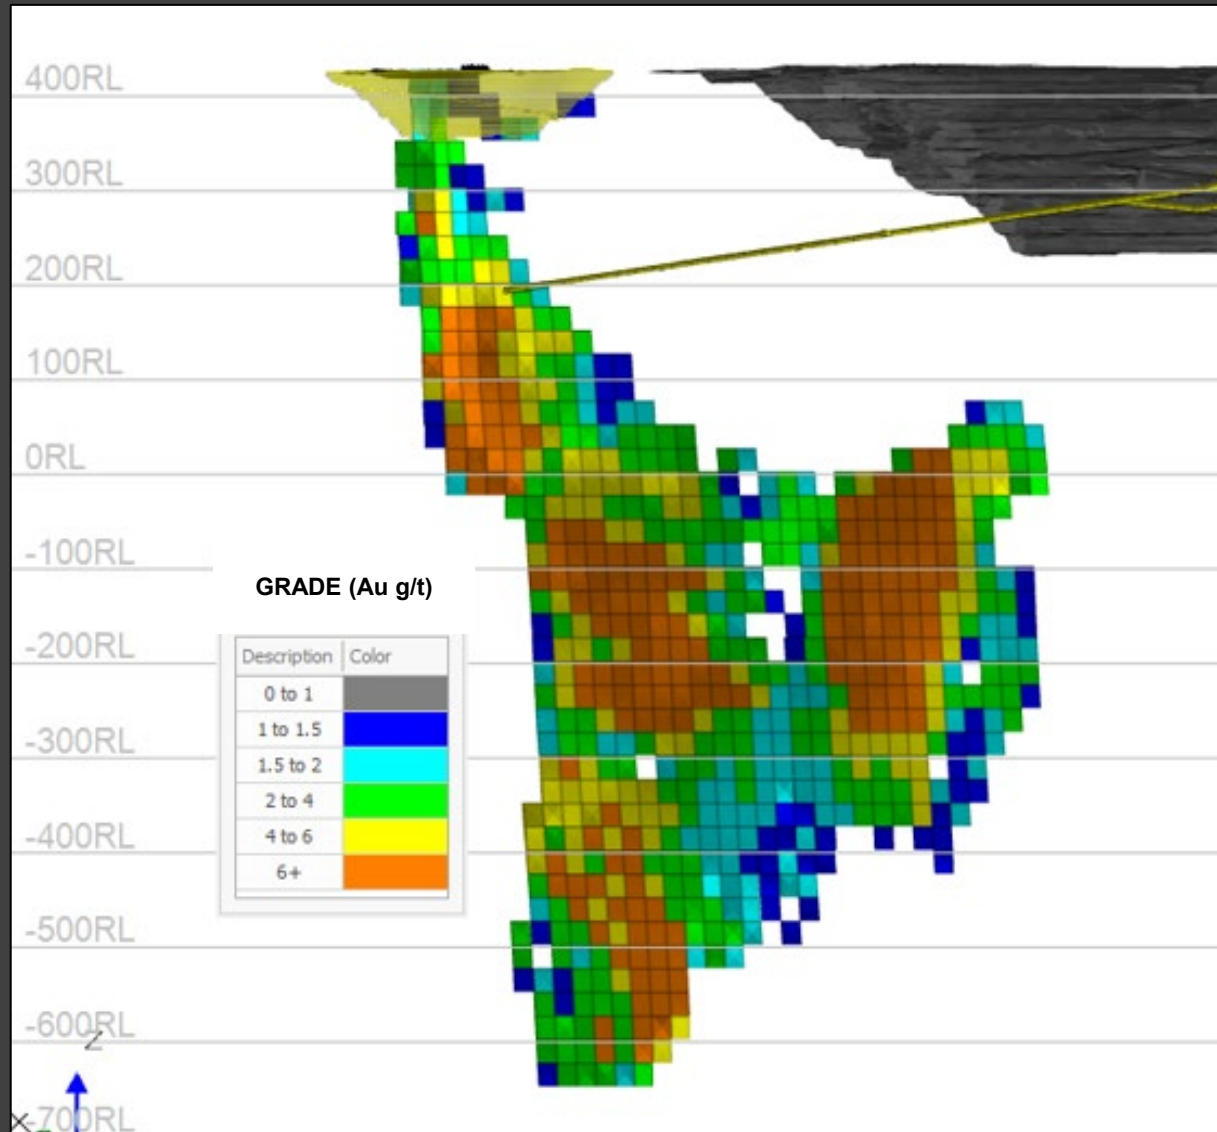 400RL
300RL
200RL
100RL
0RL
-100RL
GRADE (Au g/t)
-200RL
Description Color
0 to 1
1 to 1.5
-300RL
1.5 to 2
2 to 4
4 to 6
-400RL
6+
-500RL
-600RL
Z
X
-700RL